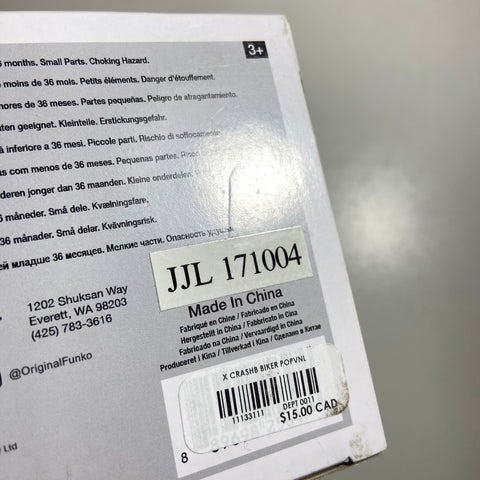 6 months. Small Parts. Choking Hazard.
3+
e moins de 36 mois. Petits éléments. Danger d'étouffement.
nores de 36 meses. Partes pequeñas. Peligro de atragantamiento.
ten geeignet. Kleinteile. Erstickungsgefahr.
à inferiore a 36 mesi. Piccole parti. Rischio di soffocamento.
as com menos de 36 meses. Pequenas partes.
deren jonger dan 36 maanden. Kleine onderdelen.
36 måneder. Små dele. Kvælningsfare.
36 månader. Små delar. Kvävningsrisk.
ей младше 36 месяцев. Мелкие части. Опасность
JJL 171004
1202 Shuksan Way
Everett, WA 98203
(425) 783-3616
@OriginalFunko
Made In China
Fabriqué en Chine / Fabricado en China
Hergestellt in China / Fabbricato in Cina
Fabricado na China / Vervaardigd in China
Produceret i Kina / Tillverkad i Kina / Сделано в Китае
X CRASHB BIKER POPVNL
11133111
DEPT 0011
$15.00 CAD
8
Ltd